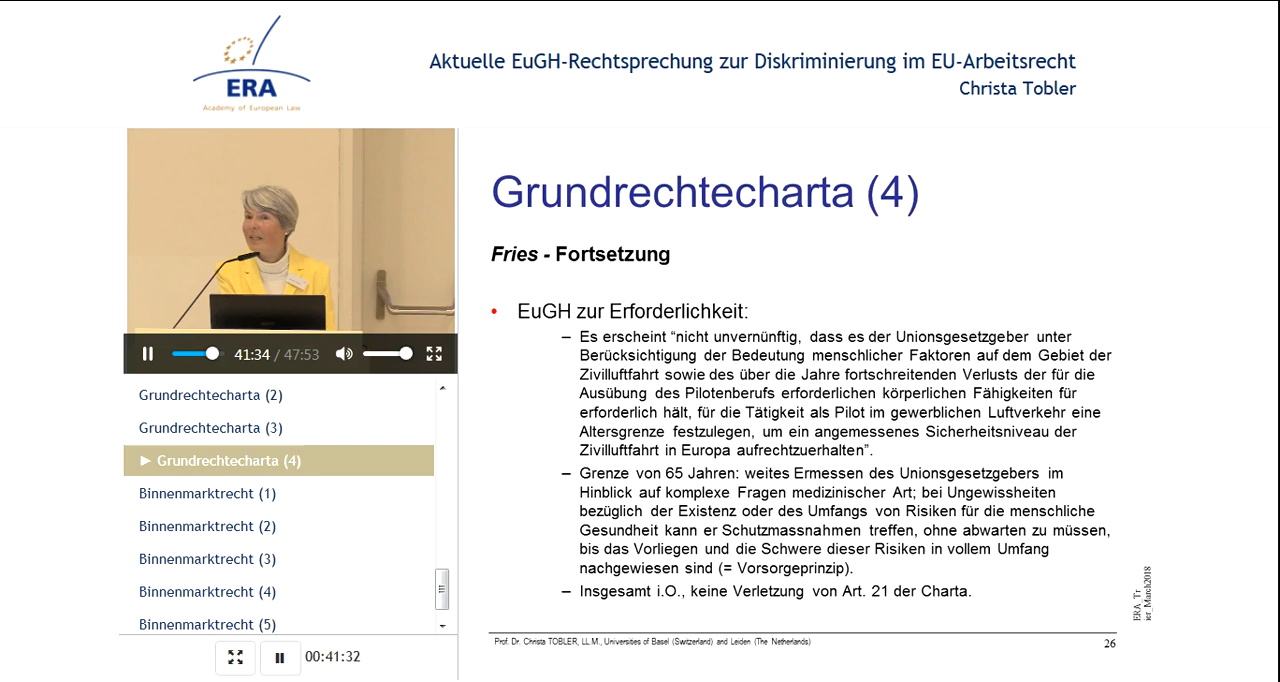 ERA
Academy of European Law
Aktuelle EuGH-Rechtsprechung zur Diskriminierung im EU-Arbeitsrecht
Christa Tobler
41:34 / 47:53
Grundrechtecharta (2)
Grundrechtecharta (3)
► Grundrechtecharta (4)
Binnenmarktrecht (1)
Binnenmarktrecht (2)
Binnenmarktrecht (3)
Binnenmarktrecht (4)
Binnenmarktrecht (5)
00:41:32
Grundrechtecharta (4)
Fries - Fortsetzung
• EuGH zur Erforderlichkeit:
– Es erscheint “nicht unvernünftig, dass es der Unionsgesetzgeber unter
Berücksichtigung der Bedeutung menschlicher Faktoren auf dem Gebiet der
Zivilluftfahrt sowie des über die Jahre fortschreitenden Verlusts der für die
Ausübung des Pilotenberufs erforderlichen körperlichen Fähigkeiten für
erforderlich hält, für die Tätigkeit als Pilot im gewerblichen Luftverkehr eine
Altersgrenze festzulegen, um ein angemessenes Sicherheitsniveau der
Zivilluftfahrt in Europa aufrechtzuerhalten”.
– Grenze von 65 Jahren: weites Ermessen des Unionsgesetzgebers im
Hinblick auf komplexe Fragen medizinischer Art; bei Ungewissheiten
bezüglich der Existenz oder des Umfangs von Risiken für die menschliche
Gesundheit kann er Schutzmassnahmen treffen, ohne abwarten zu müssen,
bis das Vorliegen und die Schwere dieser Risiken in vollem Umfang
nachgewiesen sind (= Vorsorgeprinzip).
– Insgesamt i.O., keine Verletzung von Art. 21 der Charta.
ERA_Tr
ier_March2018
Prof. Dr. Christa TOBLER, LL.M., Universities of Basel (Switzerland) and Leiden (The Netherlands)
26